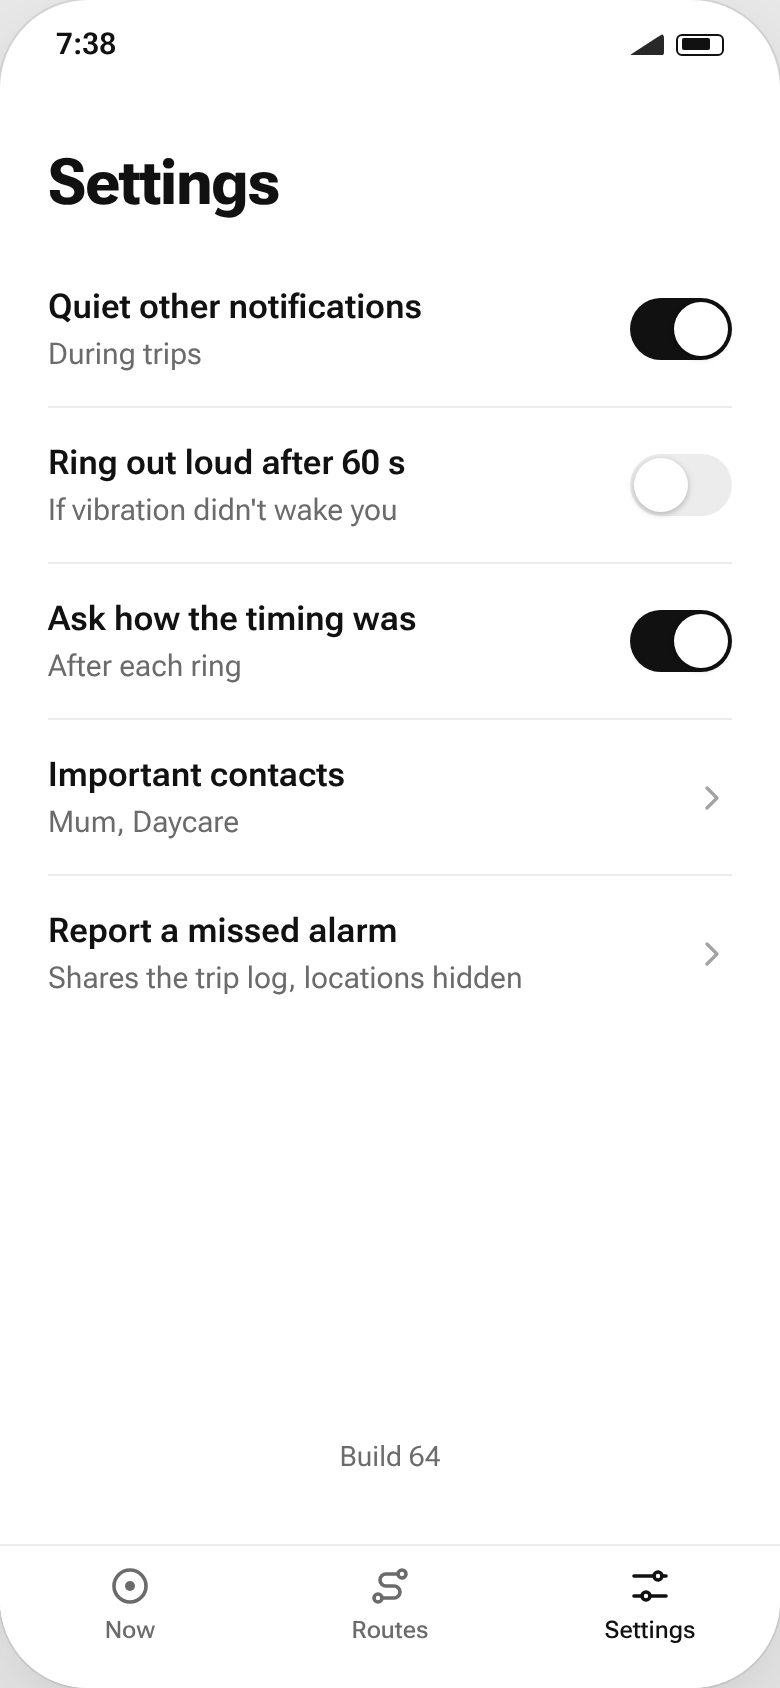 7:38
Settings
Quiet other notifications
During trips
Ring out loud after 60 s
If vibration didn't wake you
Ask how the timing was
After each ring
Important contacts
Mum, Daycare
Report a missed alarm
Shares the trip log, locations hidden
Build 64
Now
Routes
Settings